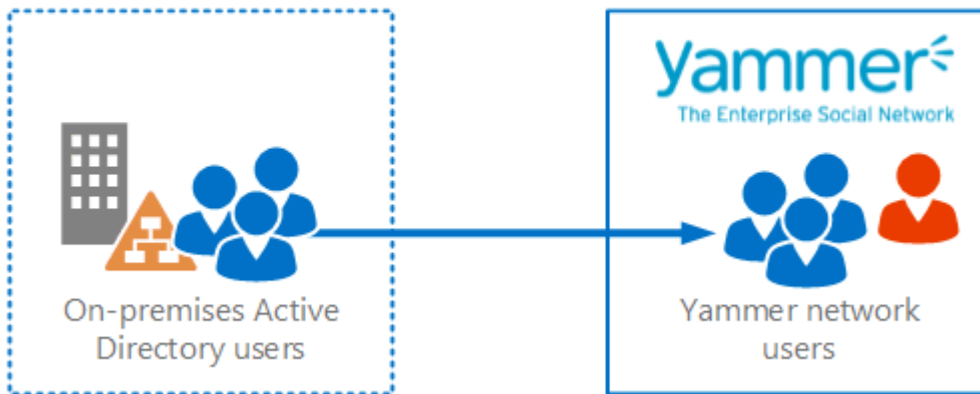 On-premises Active
Directory users
yammer
The Enterprise Social Network
Yammer network
users